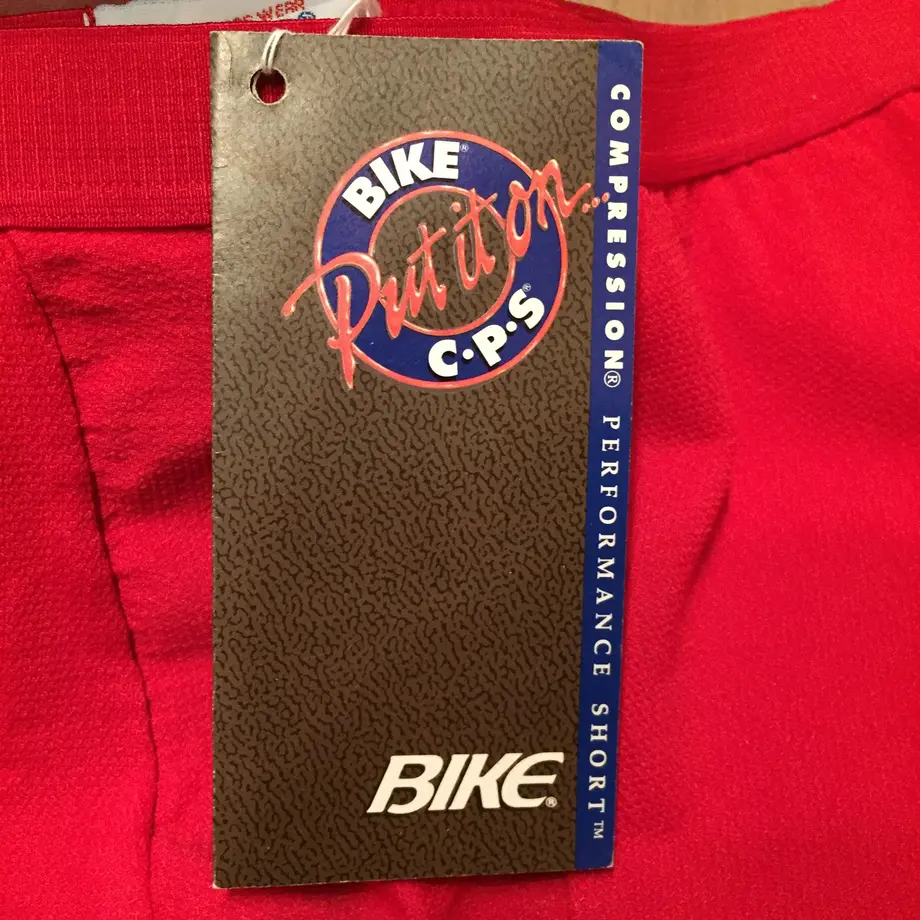 BIKE®
Put it on...
C·P·S®
COMPRESSION® PERFORMANCE SHORT™
BIKE®